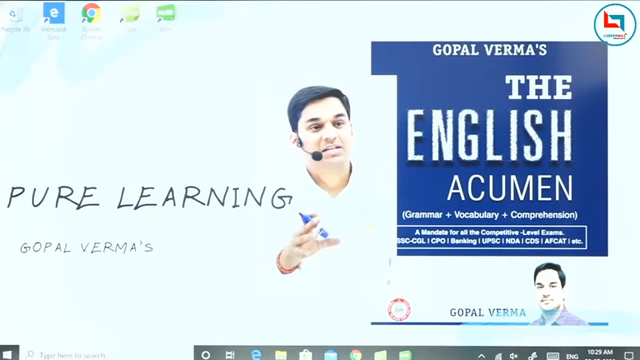 Recycle Bin
GOPAL VERMA'S
THE
ENGLISH
ACUMEN
(Grammar + Vocabulary + Comprehension)
A Mandate for all the Competitive -Level Exams.
SSC-CGL | CPO | Banking | UPSC | NDA | CDS | AFCAT | etc.
GOPAL VERMA
PURE LEARNING
GOPAL VERMA'S
Type here to search
ENG
10:29 AM